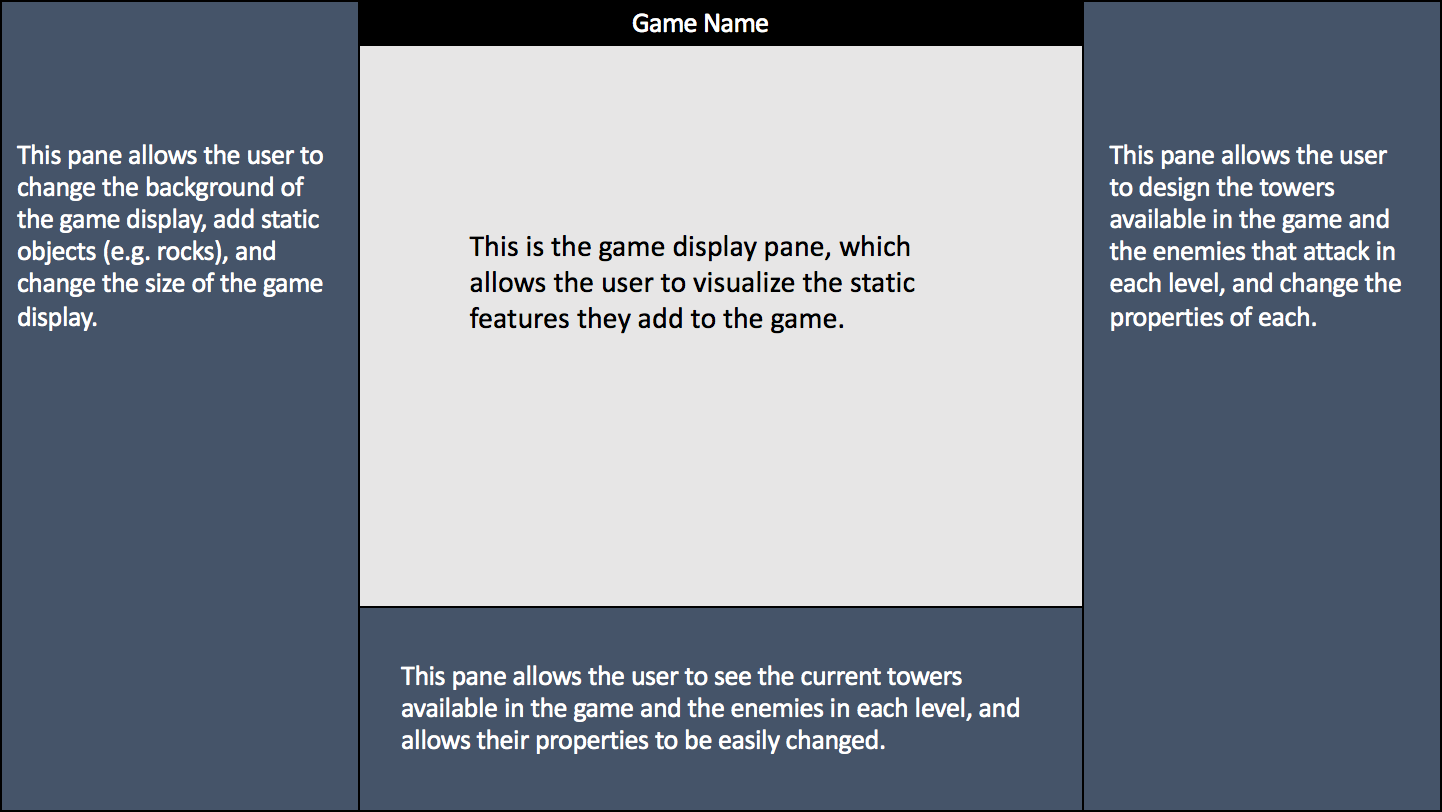 Game Name
This pane allows the user to
change the background of
the game display, add static
objects (e.g. rocks), and
change the size of the game
display.
This is the game display pane, which
allows the user to visualize the static
features they add to the game.
This pane allows the user
to design the towers
available in the game and
the enemies that attack in
each level, and change the
properties of each.
This pane allows the user to see the current towers
available in the game and the enemies in each level, and
allows their properties to be easily changed.